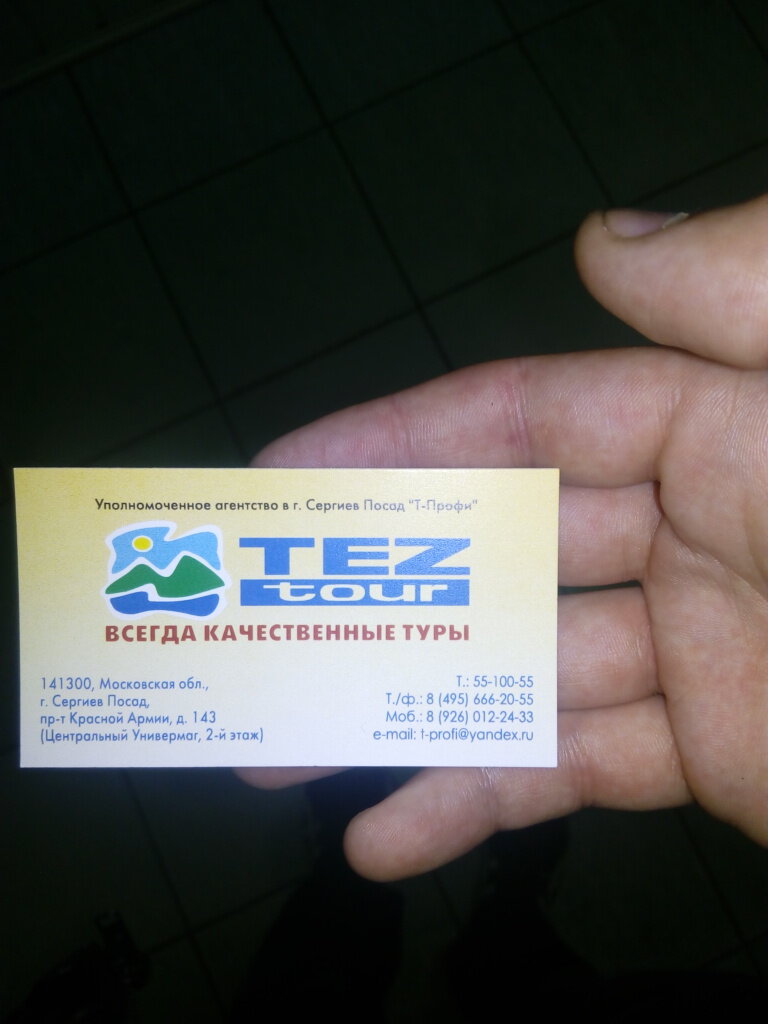 Уполномоченное агентство в г. Сергиев Посад "Т-Профи"
TEZ
tour
ВСЕГДА КАЧЕСТВЕННЫЕ ТУРЫ
141300, Московская обл.,
г. Сергиев Посад,
пр-т Красной Армии, д. 143
(Центральный Универмаг, 2-й этаж)
Т.: 55-100-55
Т./ф.: 8 (495) 666-20-55
Моб.: 8 (926) 012-24-33
e-mail: t-profi@yandex.ru